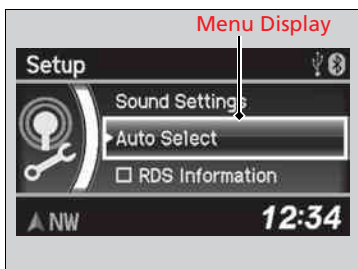 Menu Display
Setup
Sound Settings
Auto Select
RDS Information
NW
12:34